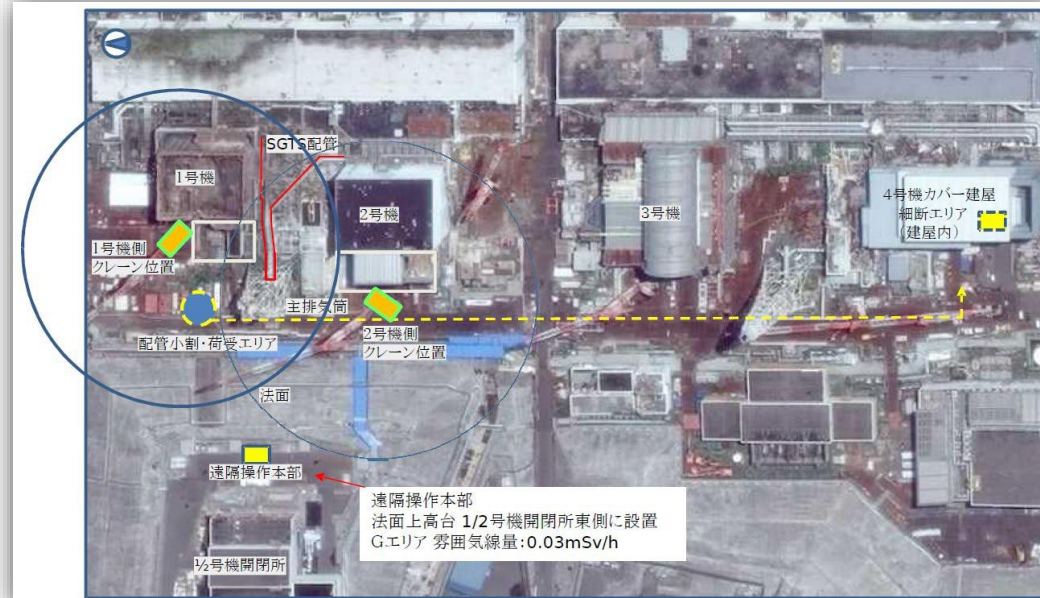 SGTS配管
1号機
2号機
3号機
4号機カバー建屋
細断エリア
（建屋内）
1号機側
クレーン位置
主排気筒
2号機側
クレーン位置
配管小割・荷受エリア
法面
遠隔操作本部
遠隔操作本部
法面上高台 1/2号機開閉所東側に設置
Gエリア 雰囲気線量:0.03mSv/h
½号機開閉所